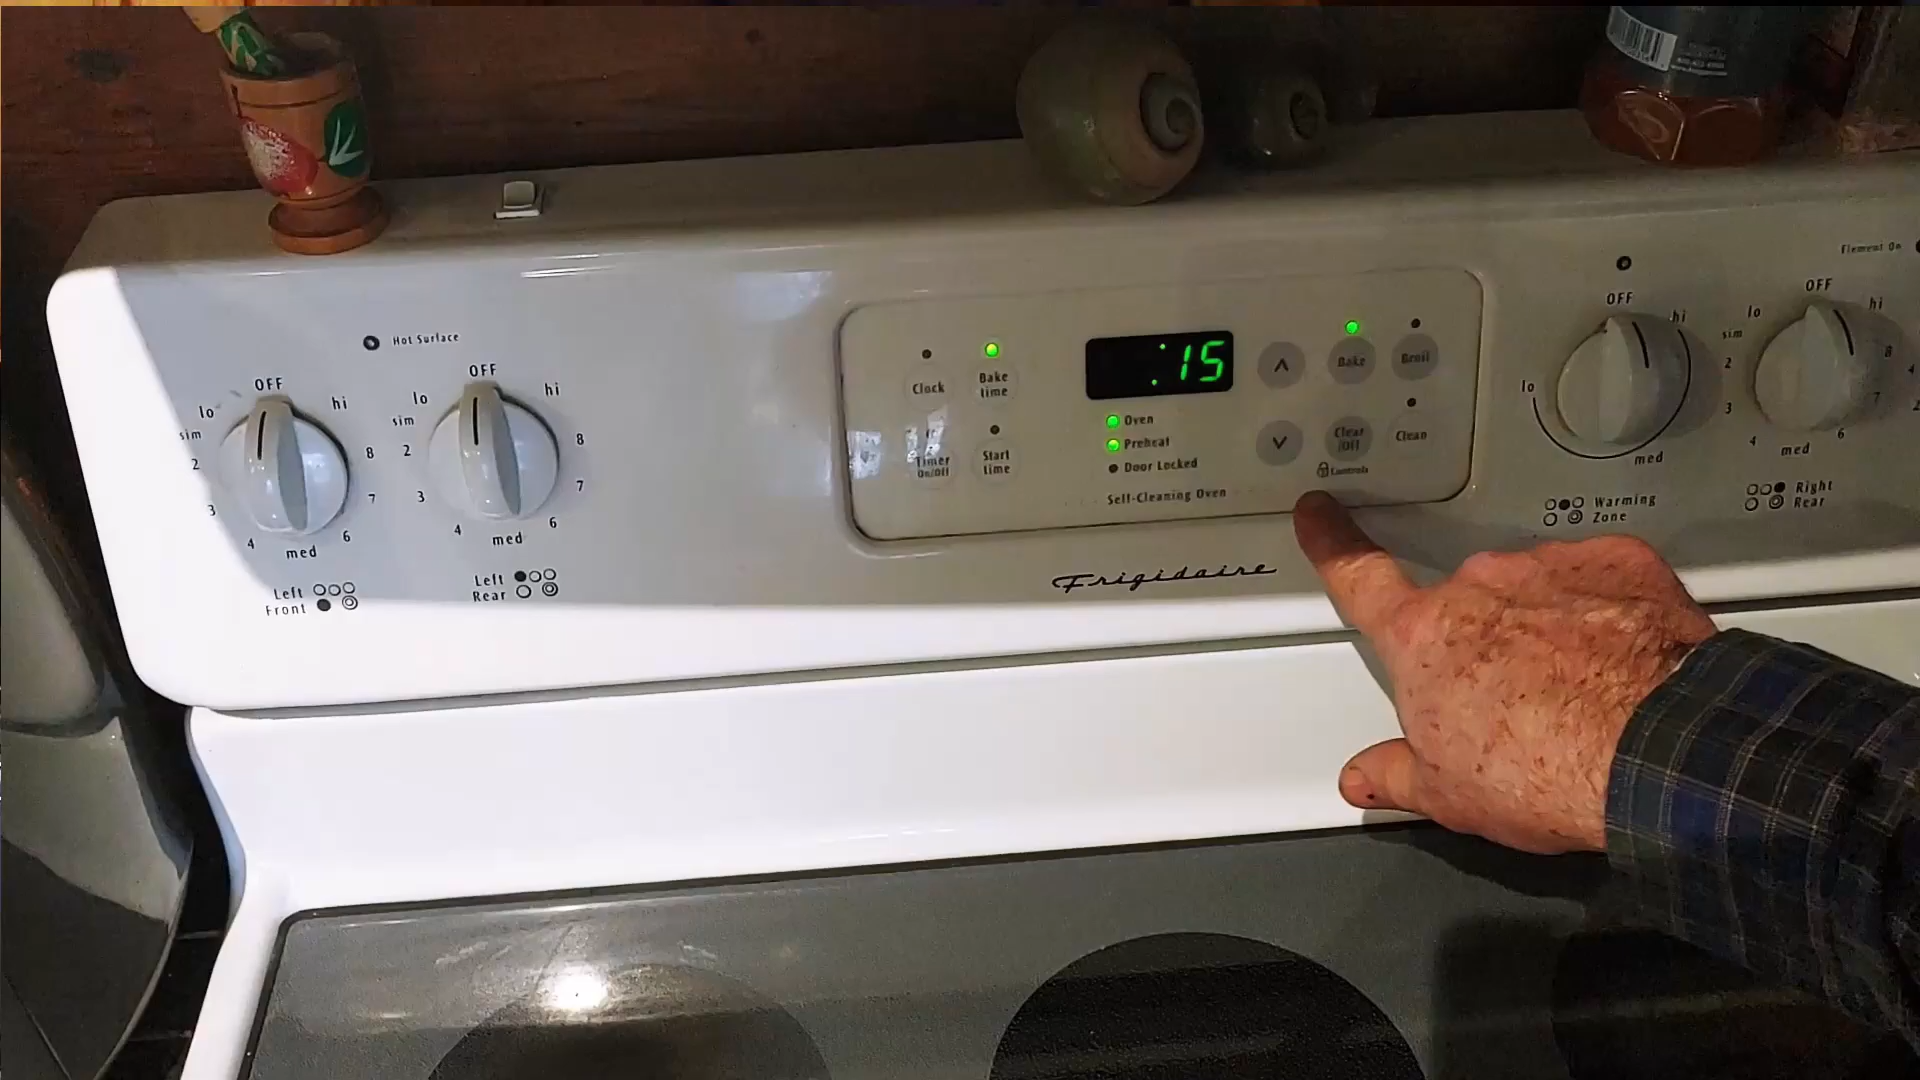 Hot Surface
OFF
lo
hi
sim
2
8
3
7
4
6
med
Left
Front
OFF
lo
hi
sim
2
8
3
7
4
6
med
Left
Rear
Clock
Bake
time
Timer
On/Off
Start
time
:15
Oven
Preheat
Door Locked
Self-Cleaning Oven
Bake
Broil
Clear
/Off
Clean
Controls
Frigidaire
OFF
hi
lo
med
Warming
Zone
Element On
OFF
lo
hi
sim
2
8
3
7
4
6
med
Right
Rear